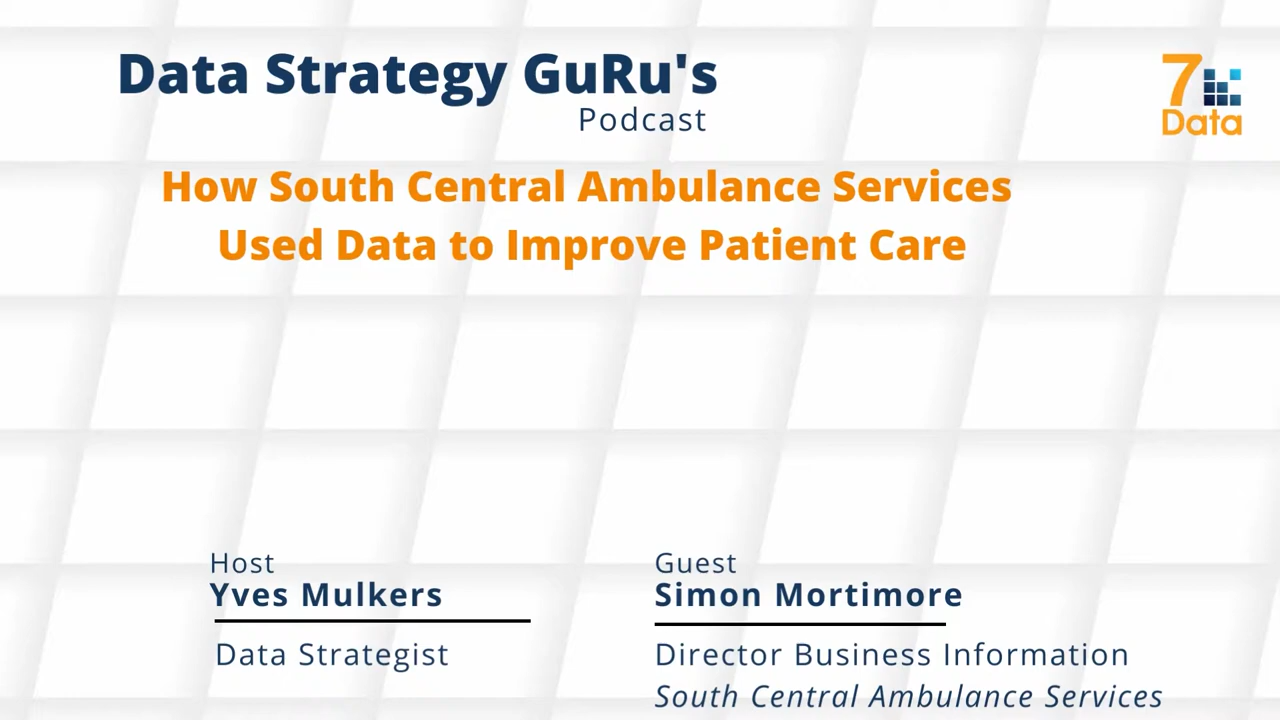 Data Strategy GuRu's
Podcast
7
Data
How South Central Ambulance Services
Used Data to Improve Patient Care
Host
Yves Mulkers
Data Strategist
Guest
Simon Mortimore
Director Business Information
South Central Ambulance Services